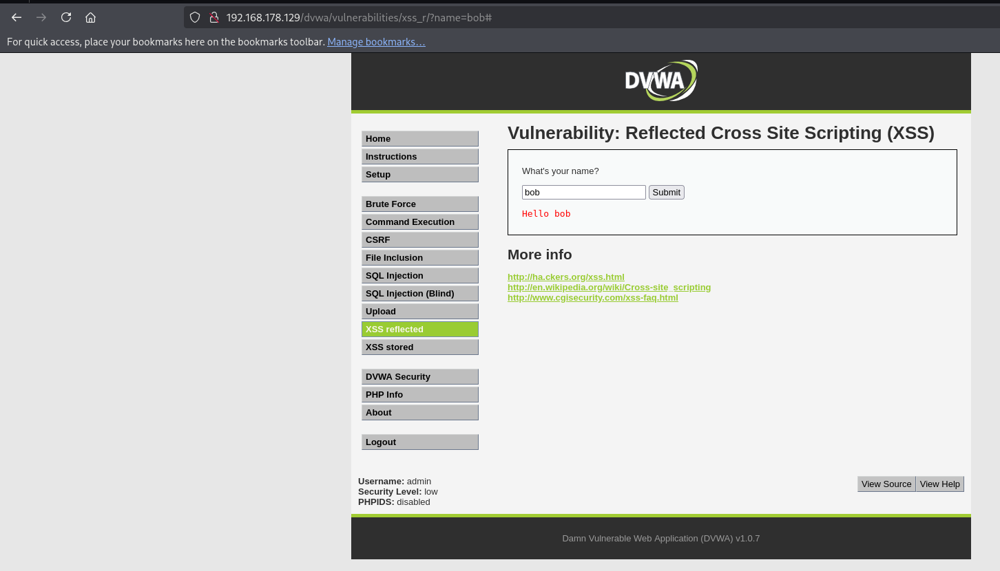 192.168.178.129/dvwa/vulnerabilities/xss_r/?name=bob#
For quick access, place your bookmarks here on the bookmarks toolbar. Manage bookmarks…
DVWA
Home
Instructions
Setup
Brute Force
Command Execution
CSRF
File Inclusion
SQL Injection
SQL Injection (Blind)
Upload
XSS reflected
XSS stored
DVWA Security
PHP Info
About
Logout
Vulnerability: Reflected Cross Site Scripting (XSS)
What's your name?
bob Submit
Hello bob
More info
http://ha.ckers.org/xss.html
http://en.wikipedia.org/wiki/Cross-site_scripting
http://www.cgisecurity.com/xss-faq.html
Username: admin
Security Level: low
PHPIDS: disabled
View Source View Help
Damn Vulnerable Web Application (DVWA) v1.0.7